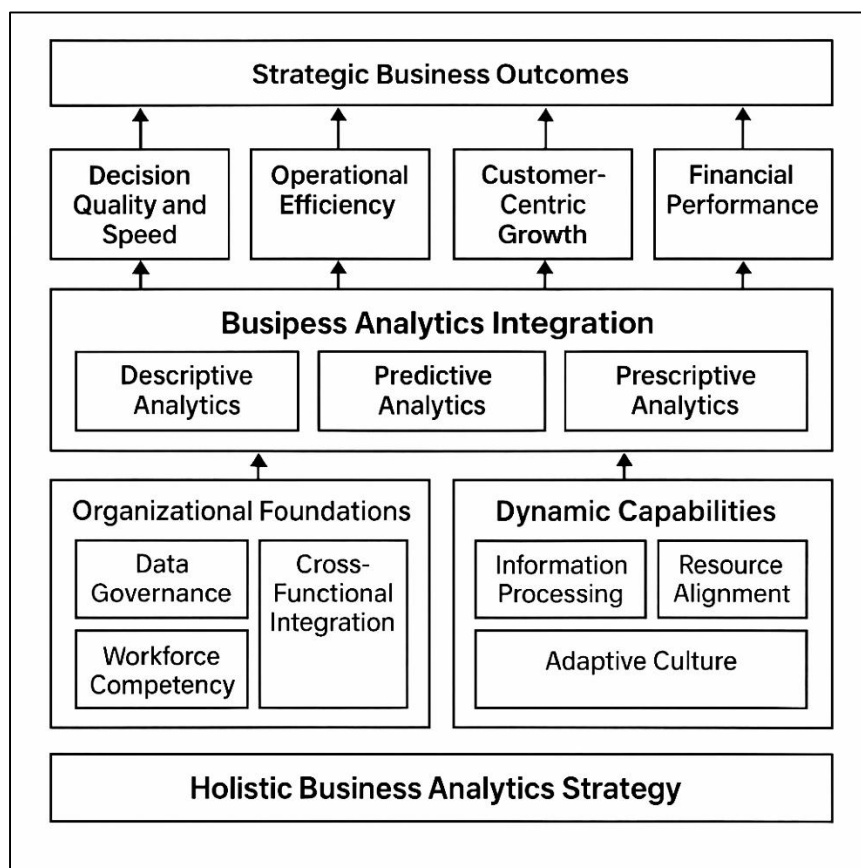 Strategic Business Outcomes
Decision
Quality and
Speed
Operational
Efficiency
Customer-
Centric
Growth
Financial
Performance
Busipess Analytics Integration
Descriptive
Analytics
Predictive
Analytics
Prescriptive
Analytics
Organizational Foundations
Data
Governance
Cross-
Functional
Integration
Workforce
Competency
Dynamic Capabilities
Information
Processing
Resource
Alignment
Adaptive Culture
Holistic Business Analytics Strategy